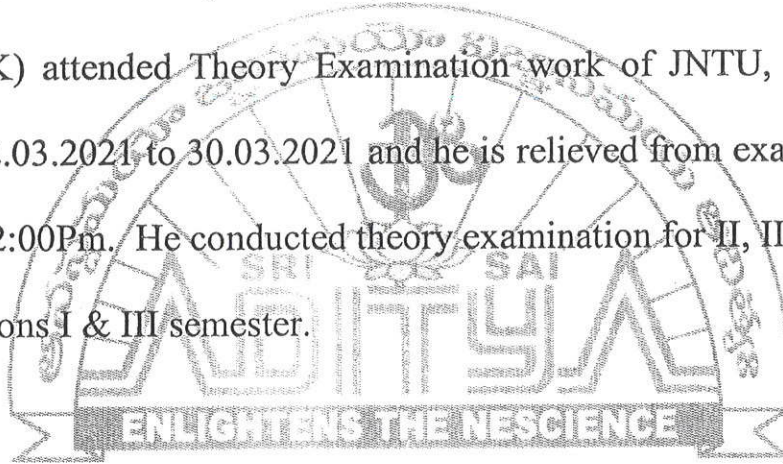 K) attended Theory Examination work of JNTU,
.03.2021 to 30.03.2021 and he is relieved from exa
2:00Pm. He conducted theory examination for II, II
ons I & III semester.
SRI SAI
ADITYA
ENLIGHTENS THE NESCIENCE